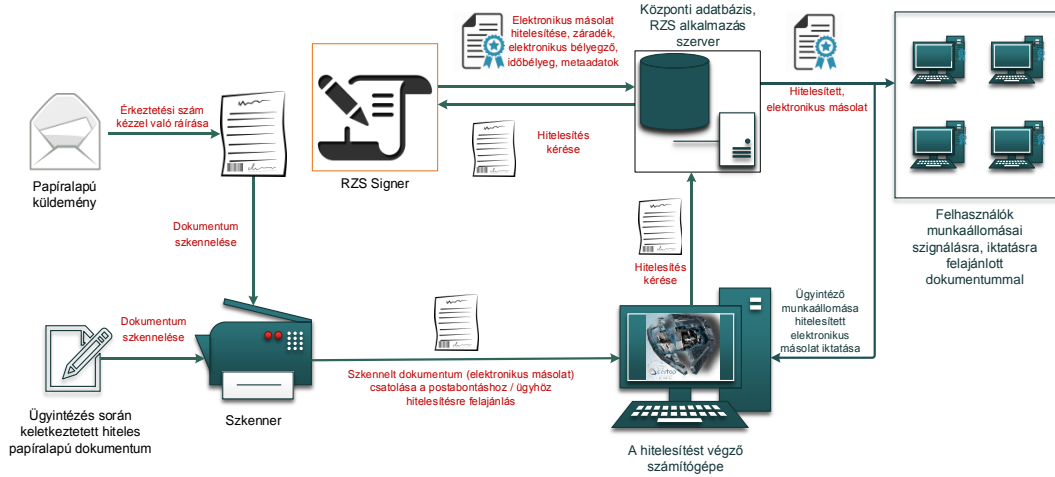 Elektronikus másolat
hitelesítése, záradék,
elektronikus bélyegző,
időbélyeg, metaadatok
Központi adatbázis,
RZS alkalmazás
szerver
Érkeztetési szám
kézzel való ráírása
Hitelesített,
elektronikus másolat
Hitelesítés
kérése
Papíralapú
küldemény
RZS Signer
Felhasználók
munkaállomásai
szignálásra, iktatásra
felajánlott
dokumentummal
Dokumentum
szkennelése
Hitelesítés
kérése
Ügyintéző
munkaállomása
hitelesített
elektronikus
másolat iktatása
Dokumentum
szkennelése
Szkennelt dokumentum (elektronikus másolat)
csatolása a postabontáshoz / ügyhöz
hitelesítésre felajánlás
Ügyintézés során
keletkeztetett hiteles
papíralapú dokumentum
Szkenner
A hitelesítést végző
számítógépe